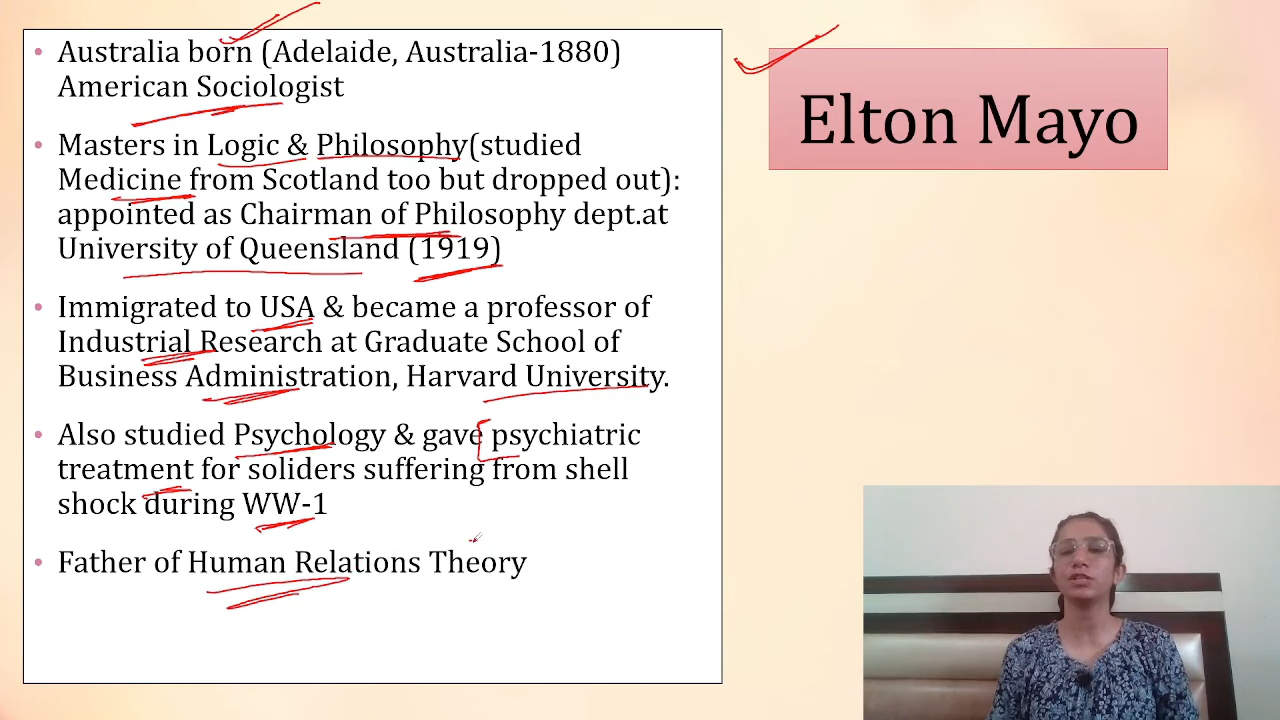 • Australia born (Adelaide, Australia-1880)
American Sociologist
• Masters in Logic & Philosophy(studied
Medicine from Scotland too but dropped out):
appointed as Chairman of Philosophy dept.at
University of Queensland (1919)
• Immigrated to USA & became a professor of
Industrial Research at Graduate School of
Business Administration, Harvard University.
• Also studied Psychology & gave psychiatric
treatment for soliders suffering from shell
shock during WW-1
• Father of Human Relations Theory
Elton Mayo